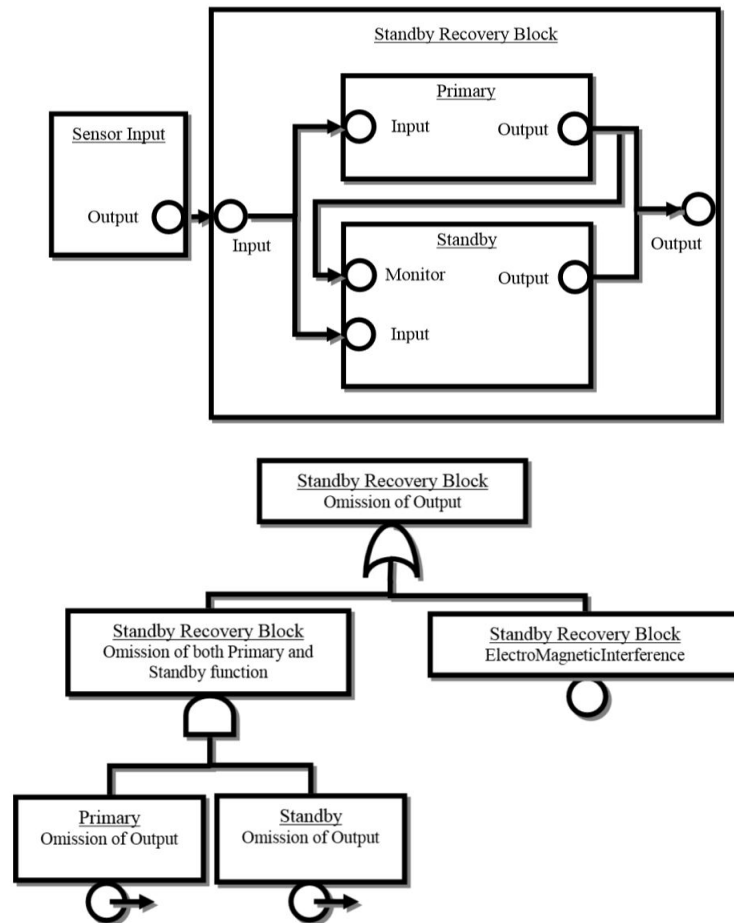 Standby Recovery Block
Primary
Sensor Input
Input
Output
Output
Input
Standby
Output
Monitor
Output
Input
Standby Recovery Block
Omission of Output
Standby Recovery Block
Omission of both Primary and
Standby function
Standby Recovery Block
ElectroMagneticInterference
Primary
Omission of Output
Standby
Omission of Output